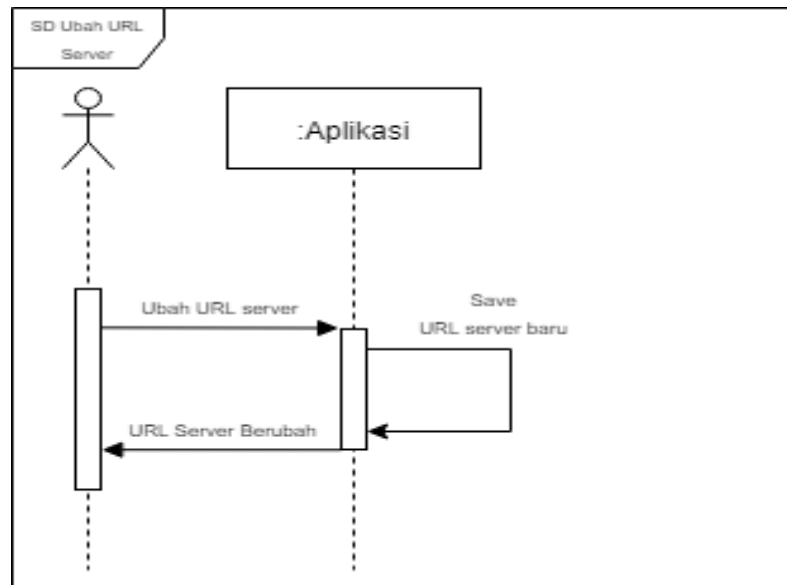 SD Ubah URL
Server
:Aplikasi
Ubah URL server
Save
URL server baru
URL Server Berubah